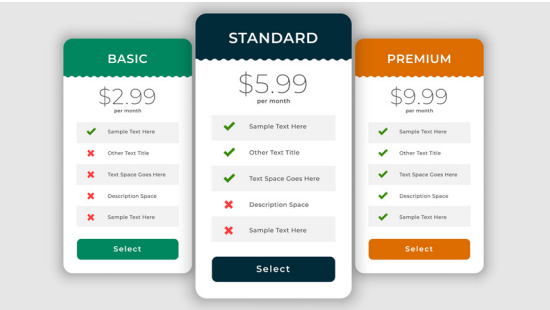 BASIC
$2.99
per month
Sample Text Here
Other Text Title
Text Space Goes Here
Description Space
Sample Text Here
Select
STANDARD
$5.99
per month
Sample Text Here
Other Text Title
Text Space Goes Here
Description Space
Sample Text Here
Select
PREMIUM
$9.99
per month
Sample Text Here
Other Text Title
Text Space Goes Here
Description Space
Sample Text Here
Select